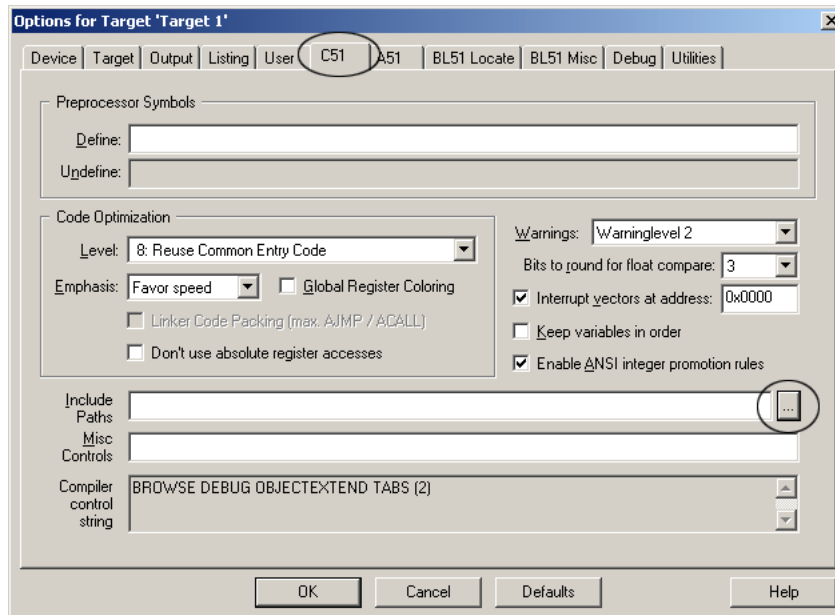 Options for Target 'Target 1'
Device Target Output Listing User C51 A51 BL51 Locate BL51 Misc Debug Utilities
Preprocessor Symbols
Define:
Undefine:
Code Optimization
Level: 8: Reuse Common Entry Code
Emphasis: Favor speed Global Register Coloring
Linker Code Packing (max. AJMP / ACALL)
Don't use absolute register accesses
Warnings: Warninglevel 2
Bits to round for float compare: 3
Interrupt vectors at address: 0x0000
Keep variables in order
Enable ANSI integer promotion rules
Include
Paths
...
Misc
Controls
Compiler
control
string
BROWSE DEBUG OBJECTEXTEND TABS (2)
OK Cancel Defaults Help